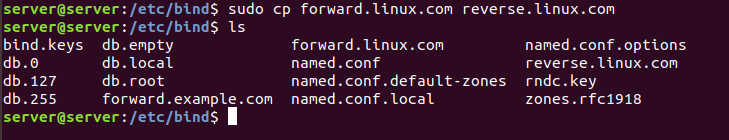 server@server:/etc/bind$ sudo cp forward.linux.com reverse.linux.com
server@server:/etc/bind$ ls
bind.keys  db.empty             forward.linux.com         named.conf.options
db.0       db.local             named.conf                reverse.linux.com
db.127     db.root              named.conf.default-zones  rndc.key
db.255     forward.example.com  named.conf.local          zones.rfc1918
server@server:/etc/bind$